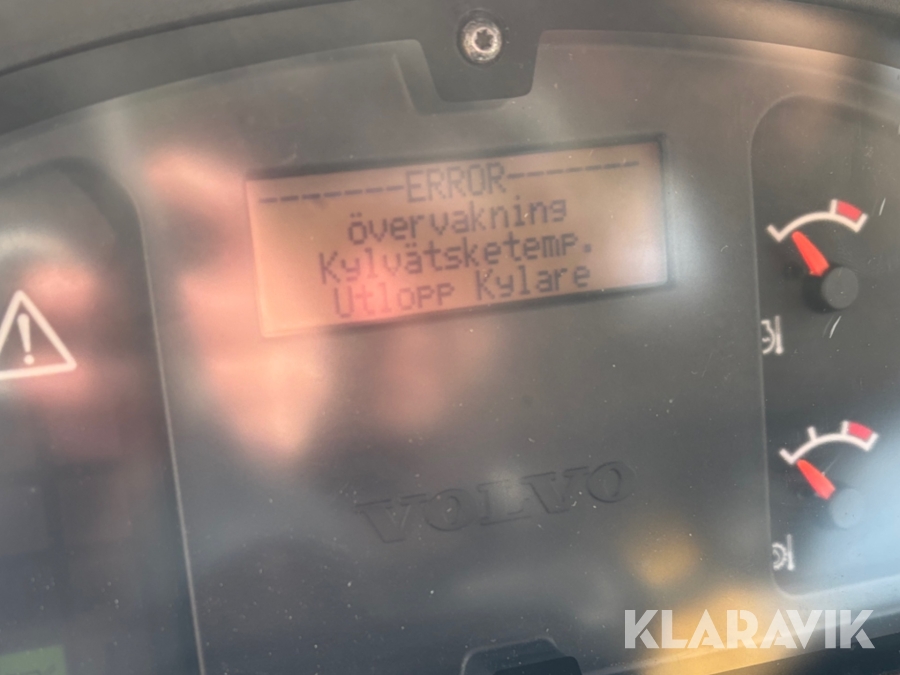 -------ERROR-------
övervakning
Kylvätsketemp.
Utlopp Kylare
VOLVO
KLARAVIK